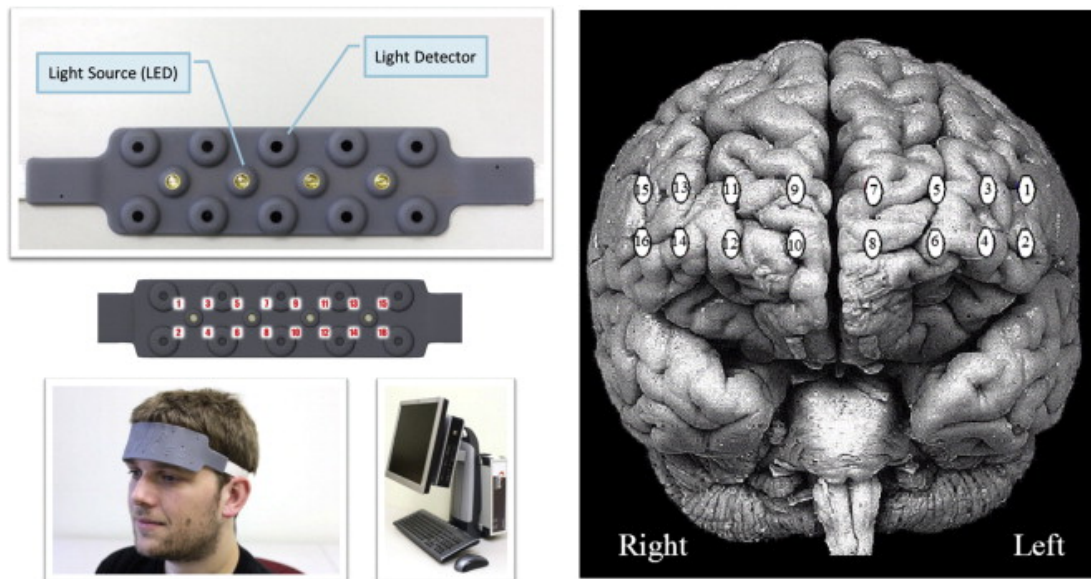 Light Source (LED)
Light Detector
1 3 5 7 9 11 13 15
2 4 6 8 10 12 14 16
15 13 11 9 7 5 3 1
16 14 12 10 8 6 4 2
Right Left